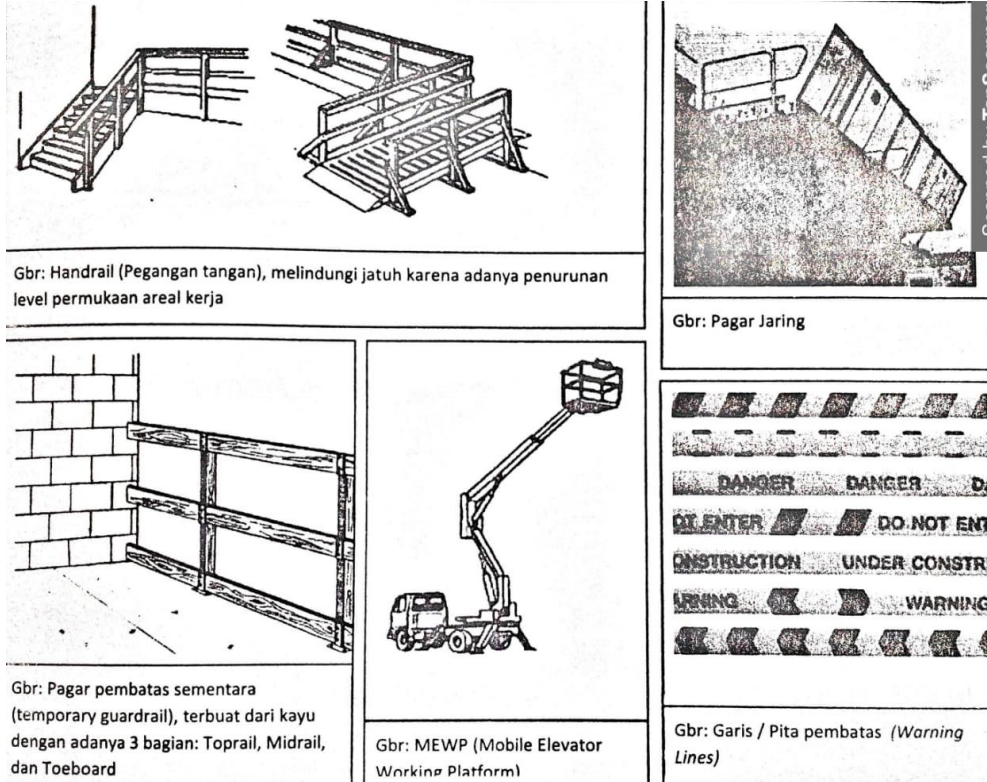 Gbr: Handrail (Pegangan tangan), melindungi jatuh karena adanya penurunan
level permukaan areal kerja
Gbr: Pagar Jaring
Gbr: Pagar pembatas sementara
(temporary guardrail), terbuat dari kayu
dengan adanya 3 bagian: Toprail, Midrail,
dan Toeboard
Gbr: MEWP (Mobile Elevator
Working Platform)
DANGER DANGER
ENTER DO NOT
UNDER
WARNING
Gbr: Garis / Pita pembatas (Warning
Lines)